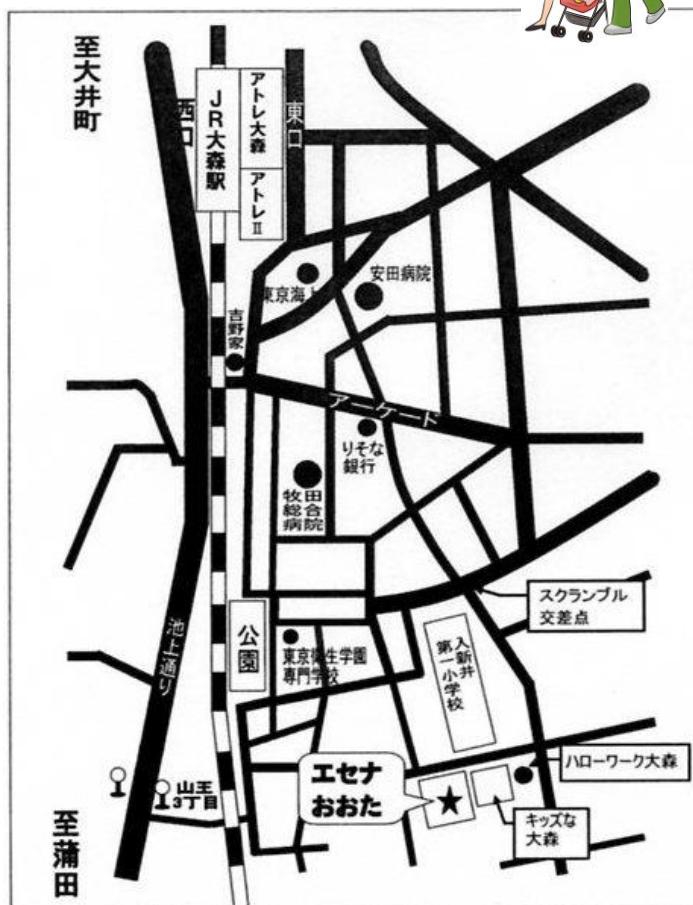 至大井町
西口
JR大森駅
アトレ大森
アトレⅡ
東口
東京海上
安田病院
吉野家
アーケード
りそな
銀行
牧田
総合
病院
スクランブル
交差点
池上通り
公園
東京衛生学園
専門学校
入新井
第一小学校
ハローワーク大森
エセナ
おおた
キッズな
大森
山王
3丁目
至蒲田